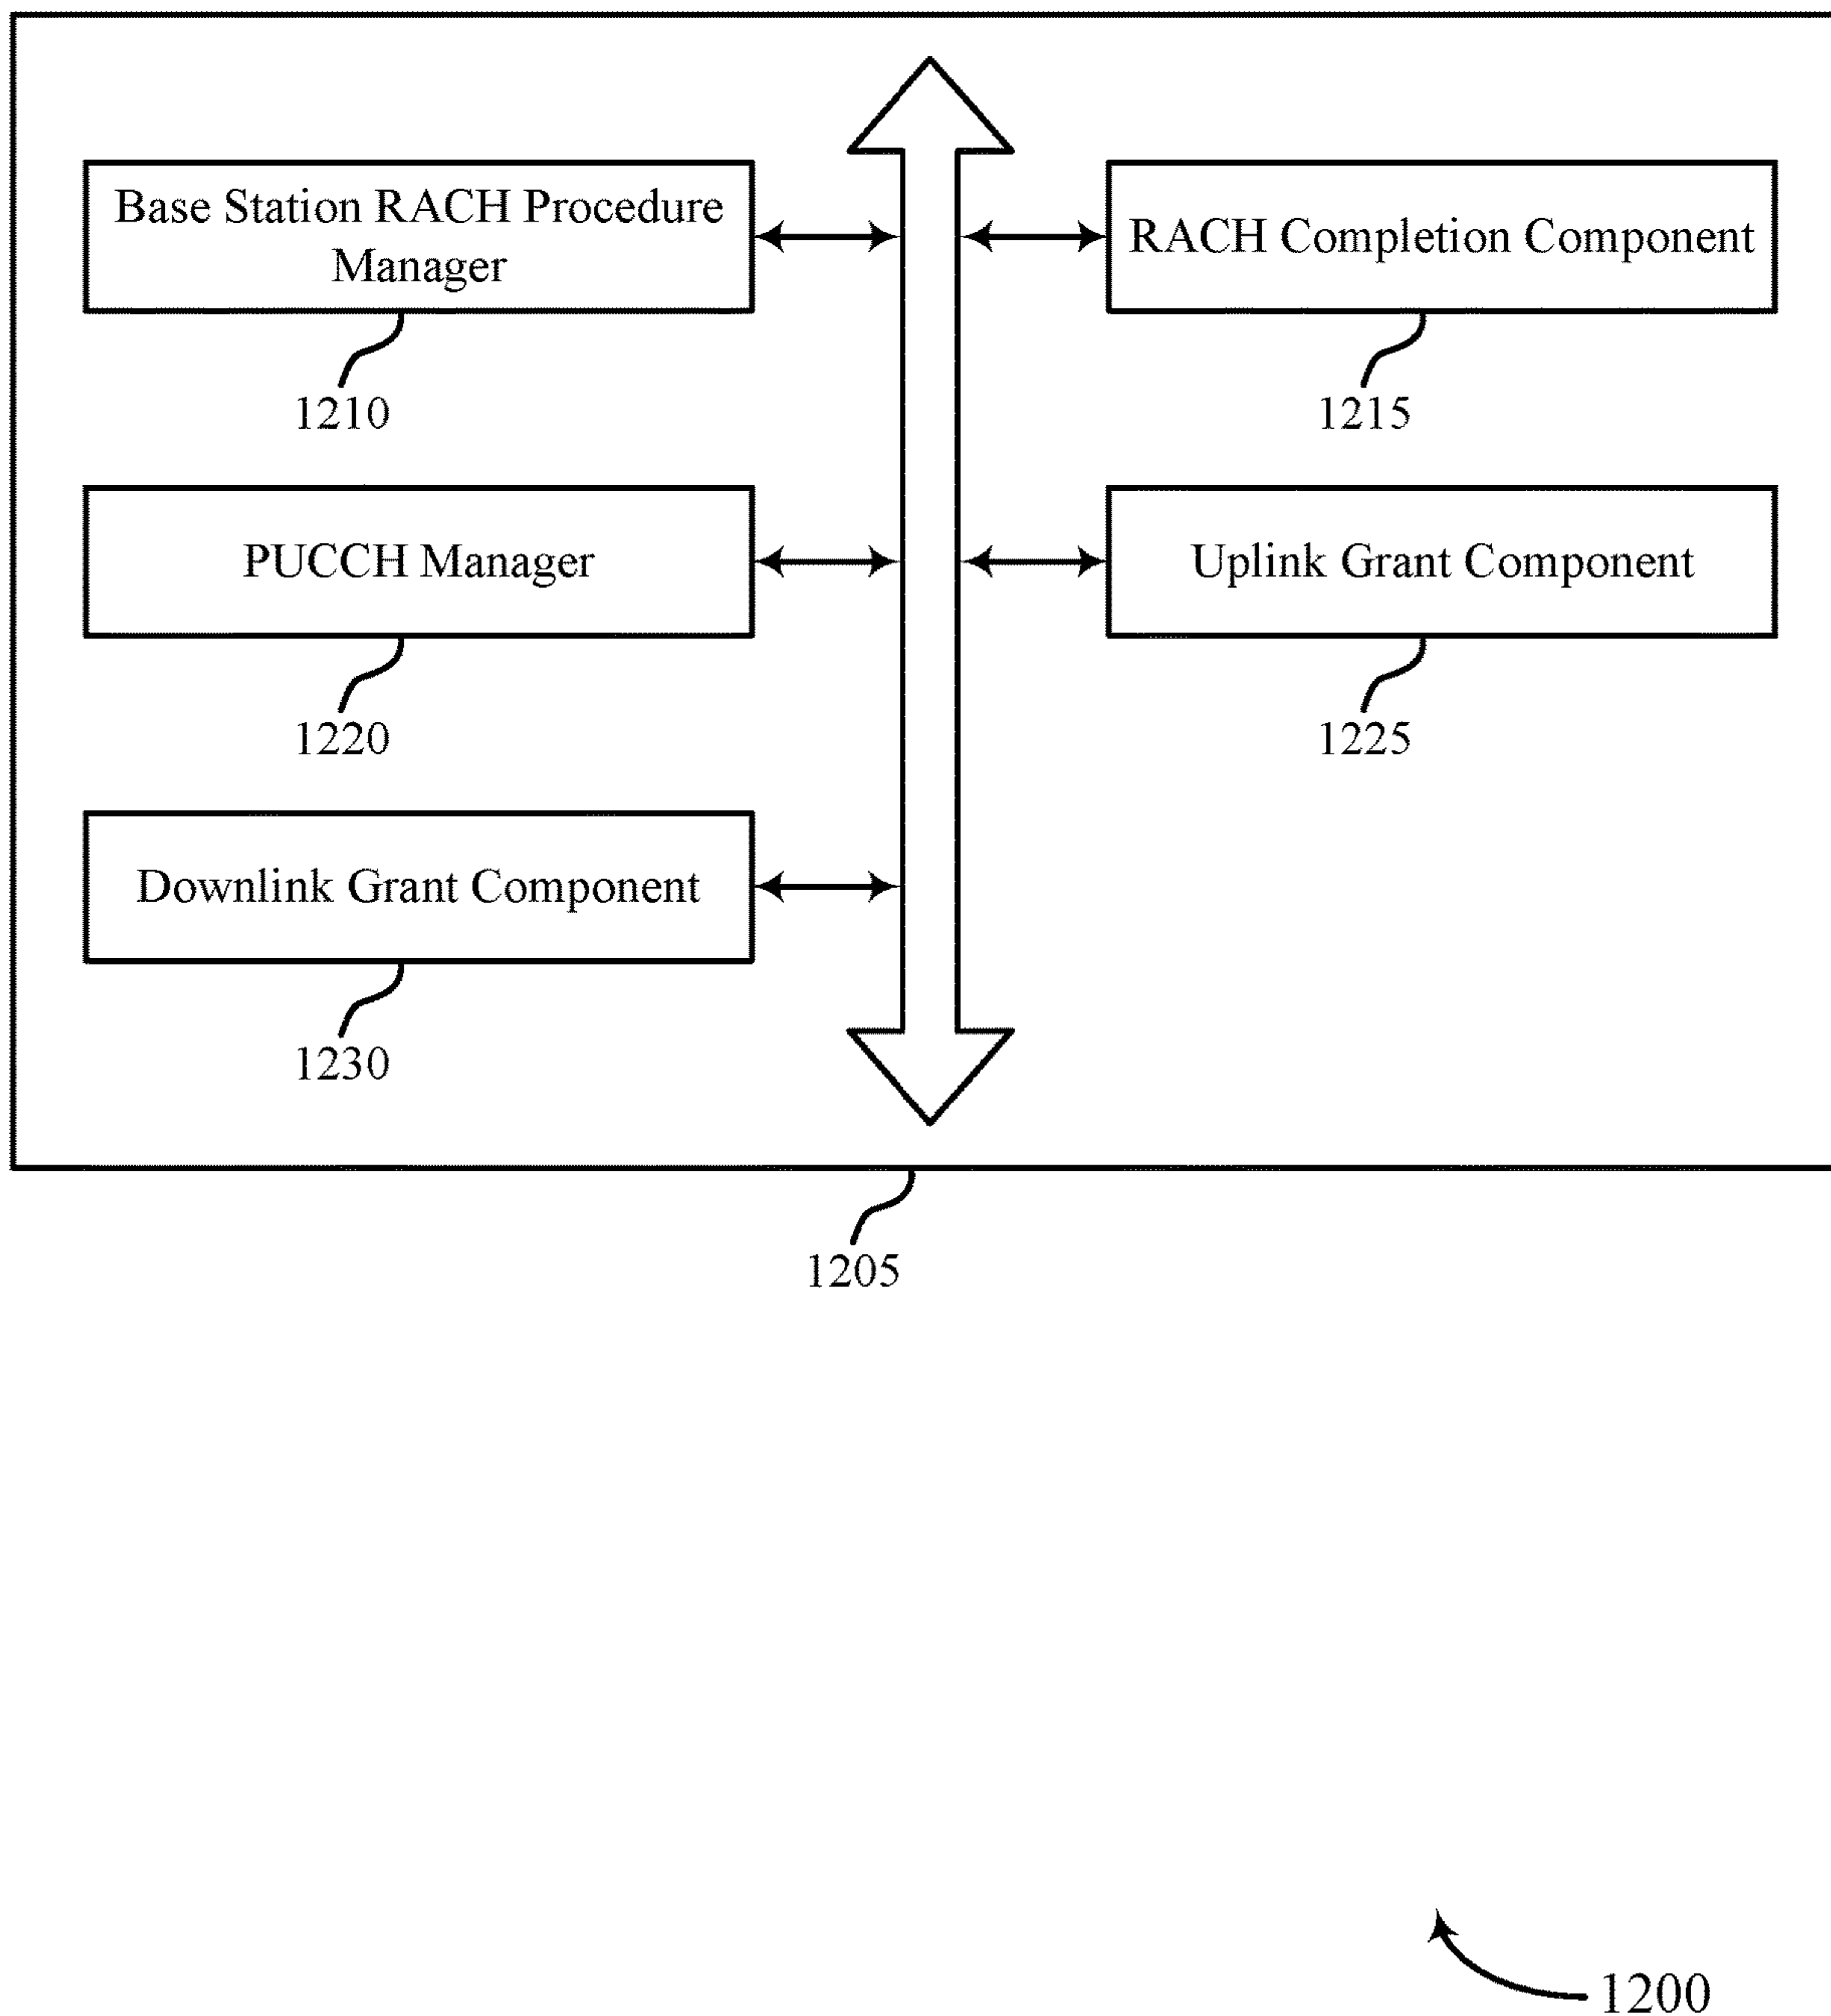 Base Station RACH Procedure
Manager
1210
RACH Completion Component
1215
PUCCH Manager
1220
Uplink Grant Component
1225
Downlink Grant Component
1230
1205
1200